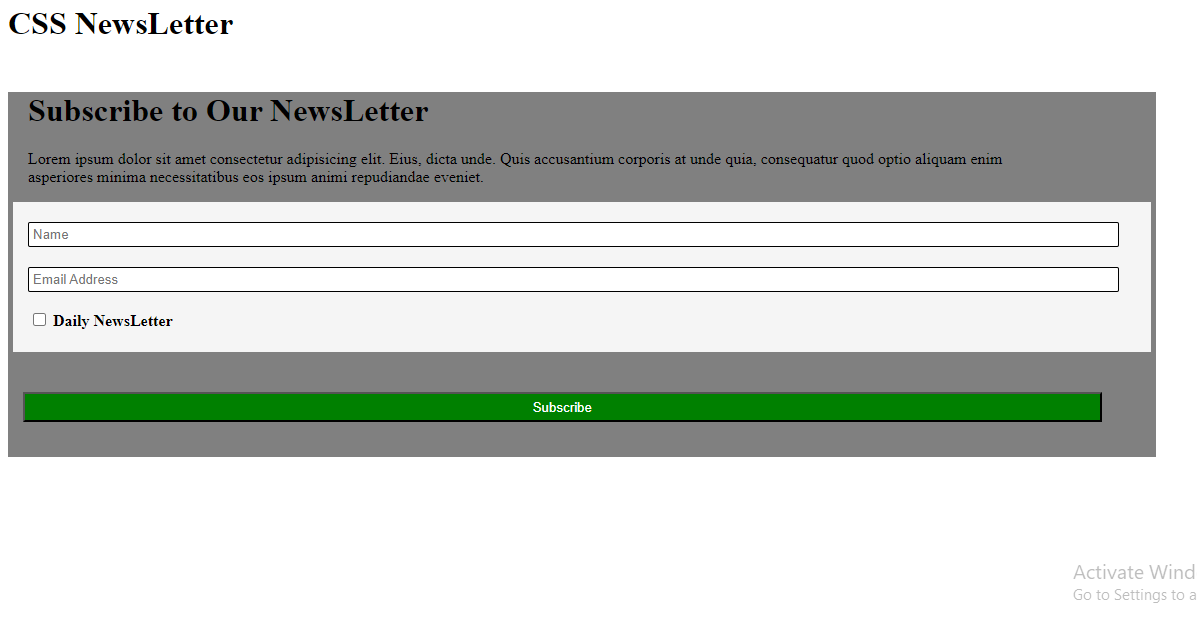 CSS NewsLetter
Subscribe to Our NewsLetter
Lorem ipsum dolor sit amet consectetur adipisicing elit. Eius, dicta unde. Quis accusantium corporis at unde quia, consequatur quod optio aliquam enim
asperiores minima necessitatibus eos ipsum animi repudiandae eveniet.
Name
Email Address
Daily NewsLetter
Subscribe
Activate Wind
Go to Settings to a